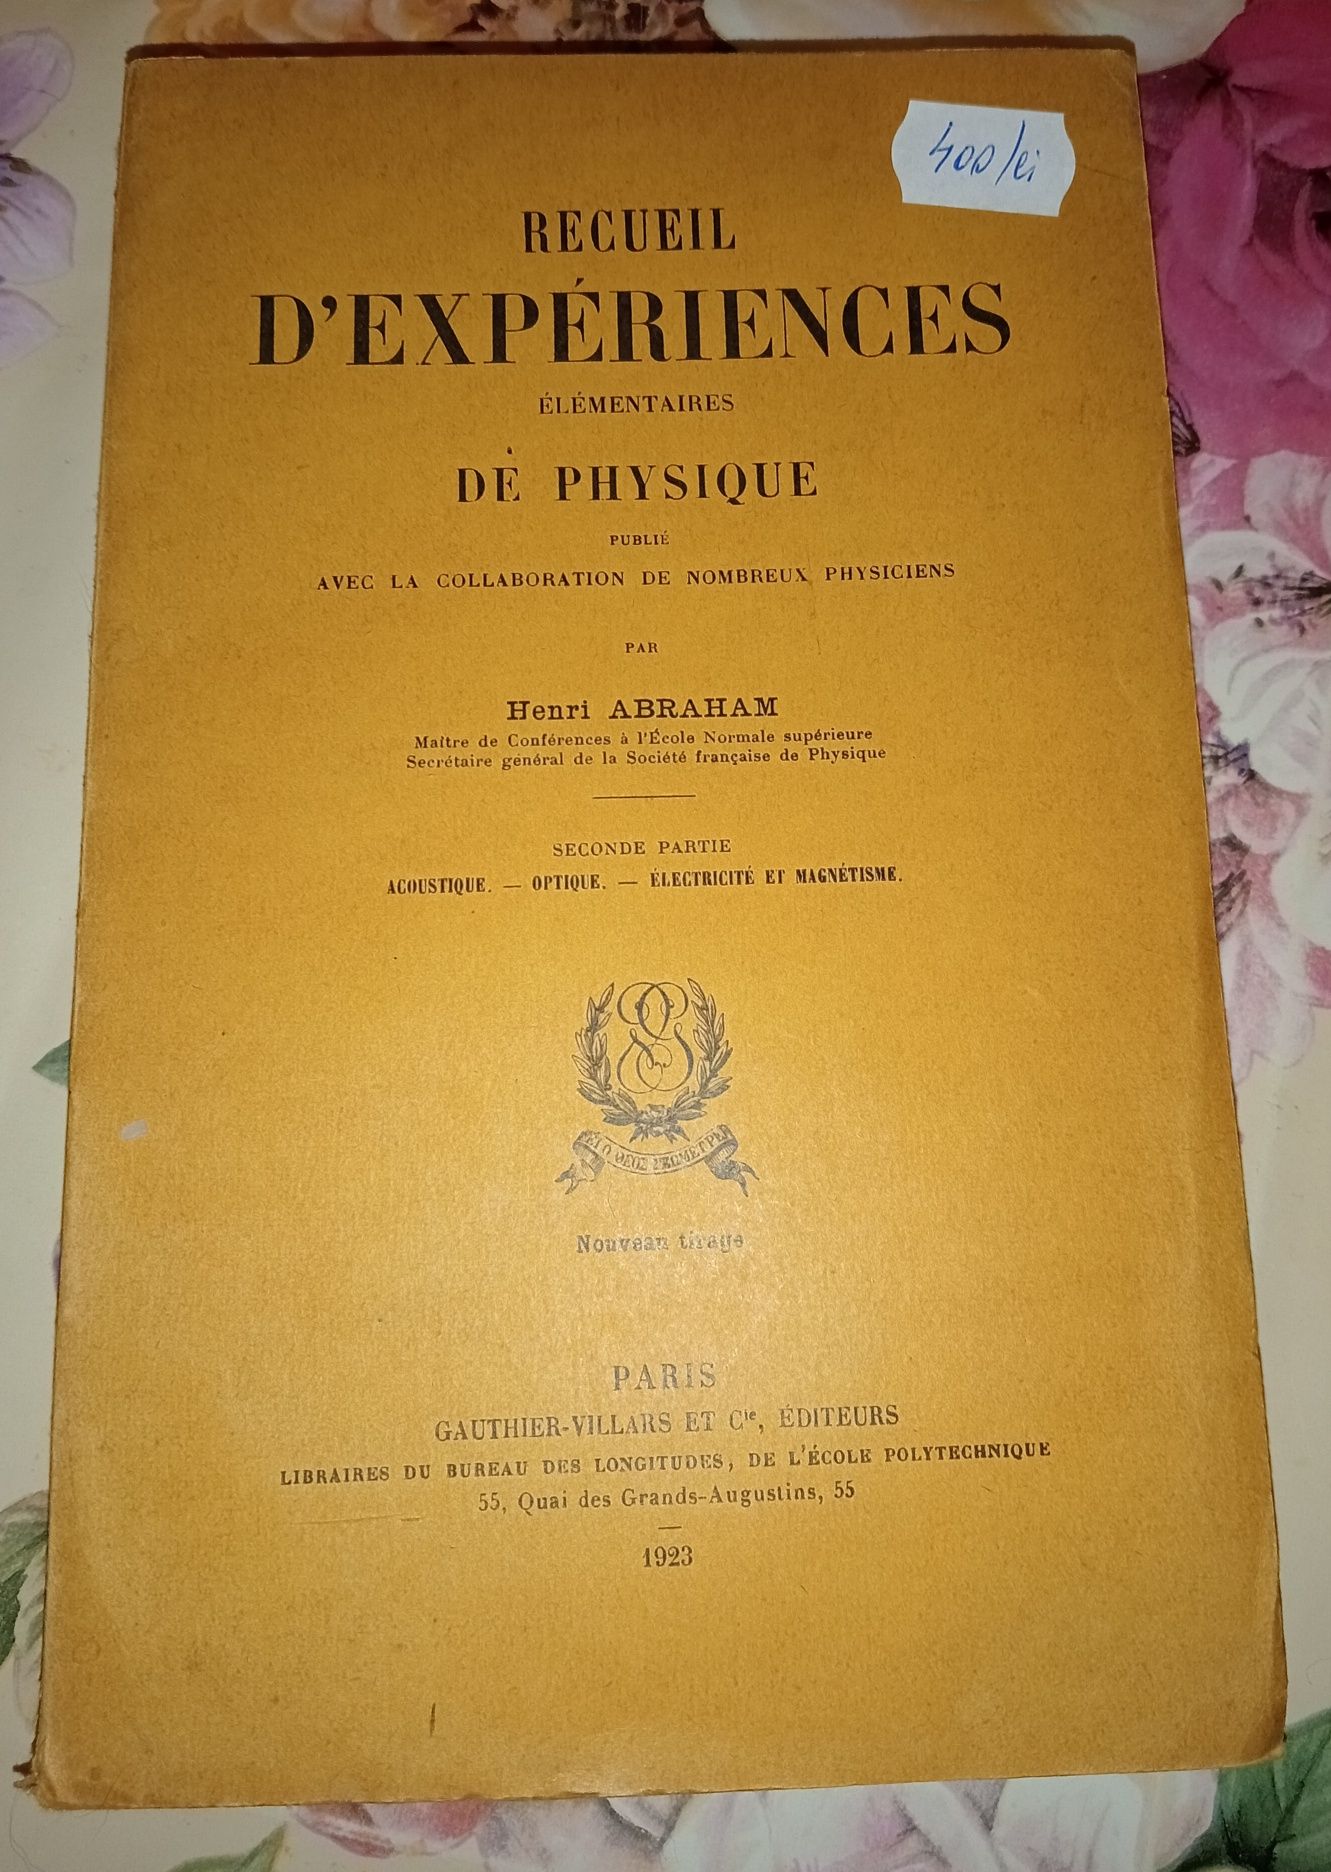 400 lei
RECUEIL
D'EXPÉRIENCES
ÉLÉMENTAIRES
DE PHYSIQUE
PUBLIÉ
AVEC LA COLLABORATION DE NOMBREUX PHYSICIENS
PAR
Henri ABRAHAM
Maître de Conférences à l'École Normale supérieure
Secrétaire général de la Société française de Physique
SECONDE PARTIE
ACOUSTIQUE. — OPTIQUE. — ÉLECTRICITÉ ET MAGNÉTISME.
Ο ΘΕΟΣ ΓΕΩΜΕΤΡΕΙ
Nouveau tirage
PARIS
GAUTHIER-VILLARS ET Cie, ÉDITEURS
LIBRAIRES DU BUREAU DES LONGITUDES, DE L'ÉCOLE POLYTECHNIQUE
55, Quai des Grands-Augustins, 55
1923